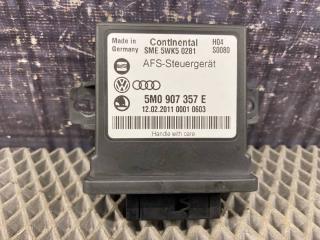 Made in Germany
Continental
SME 5WK5 0281
H04
S0080
AFS-Steuergerät
5M0 907 357 E
12.02.2011 0001 0603
Handle with care